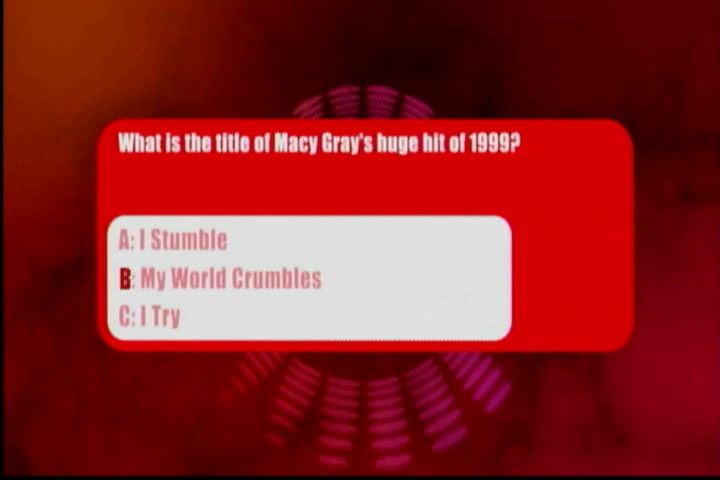 What is the title of Macy Gray's huge hit of 1999?
A: I Stumble
B: My World Crumbles
C: I Try